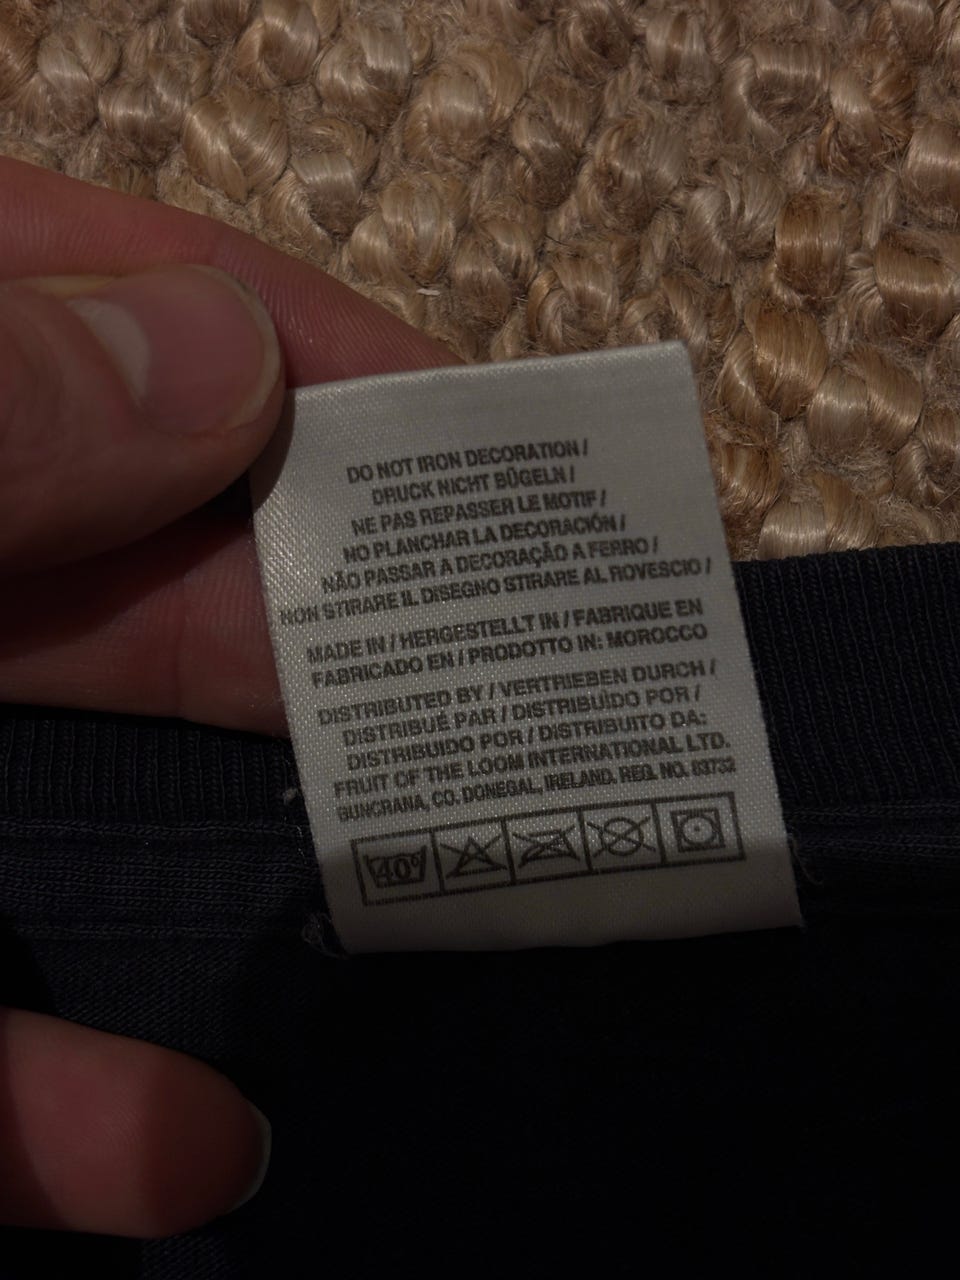 DO NOT IRON DECORATION /
DRUCK NICHT BÜGELN /
NE PAS REPASSER LE MOTIF /
NO PLANCHAR LA DECORACIÓN /
NÃO PASSAR A DECORAÇÃO A FERRO /
NON STIRARE IL DISEGNO STIRARE AL ROVESCIO /
MADE IN / HERGESTELLT IN / FABRIQUE EN
FABRICADO EN / PRODOTTO IN: MOROCCO
DISTRIBUTED BY / VERTRIEBEN DURCH /
DISTRIBUÉ PAR / DISTRIBUÍDO POR /
DISTRIBUIDO POR / DISTRIBUITO DA:
FRUIT OF THE LOOM INTERNATIONAL LTD.
BUNCRANA, CO. DONEGAL, IRELAND. REG. NO. 83732
40°